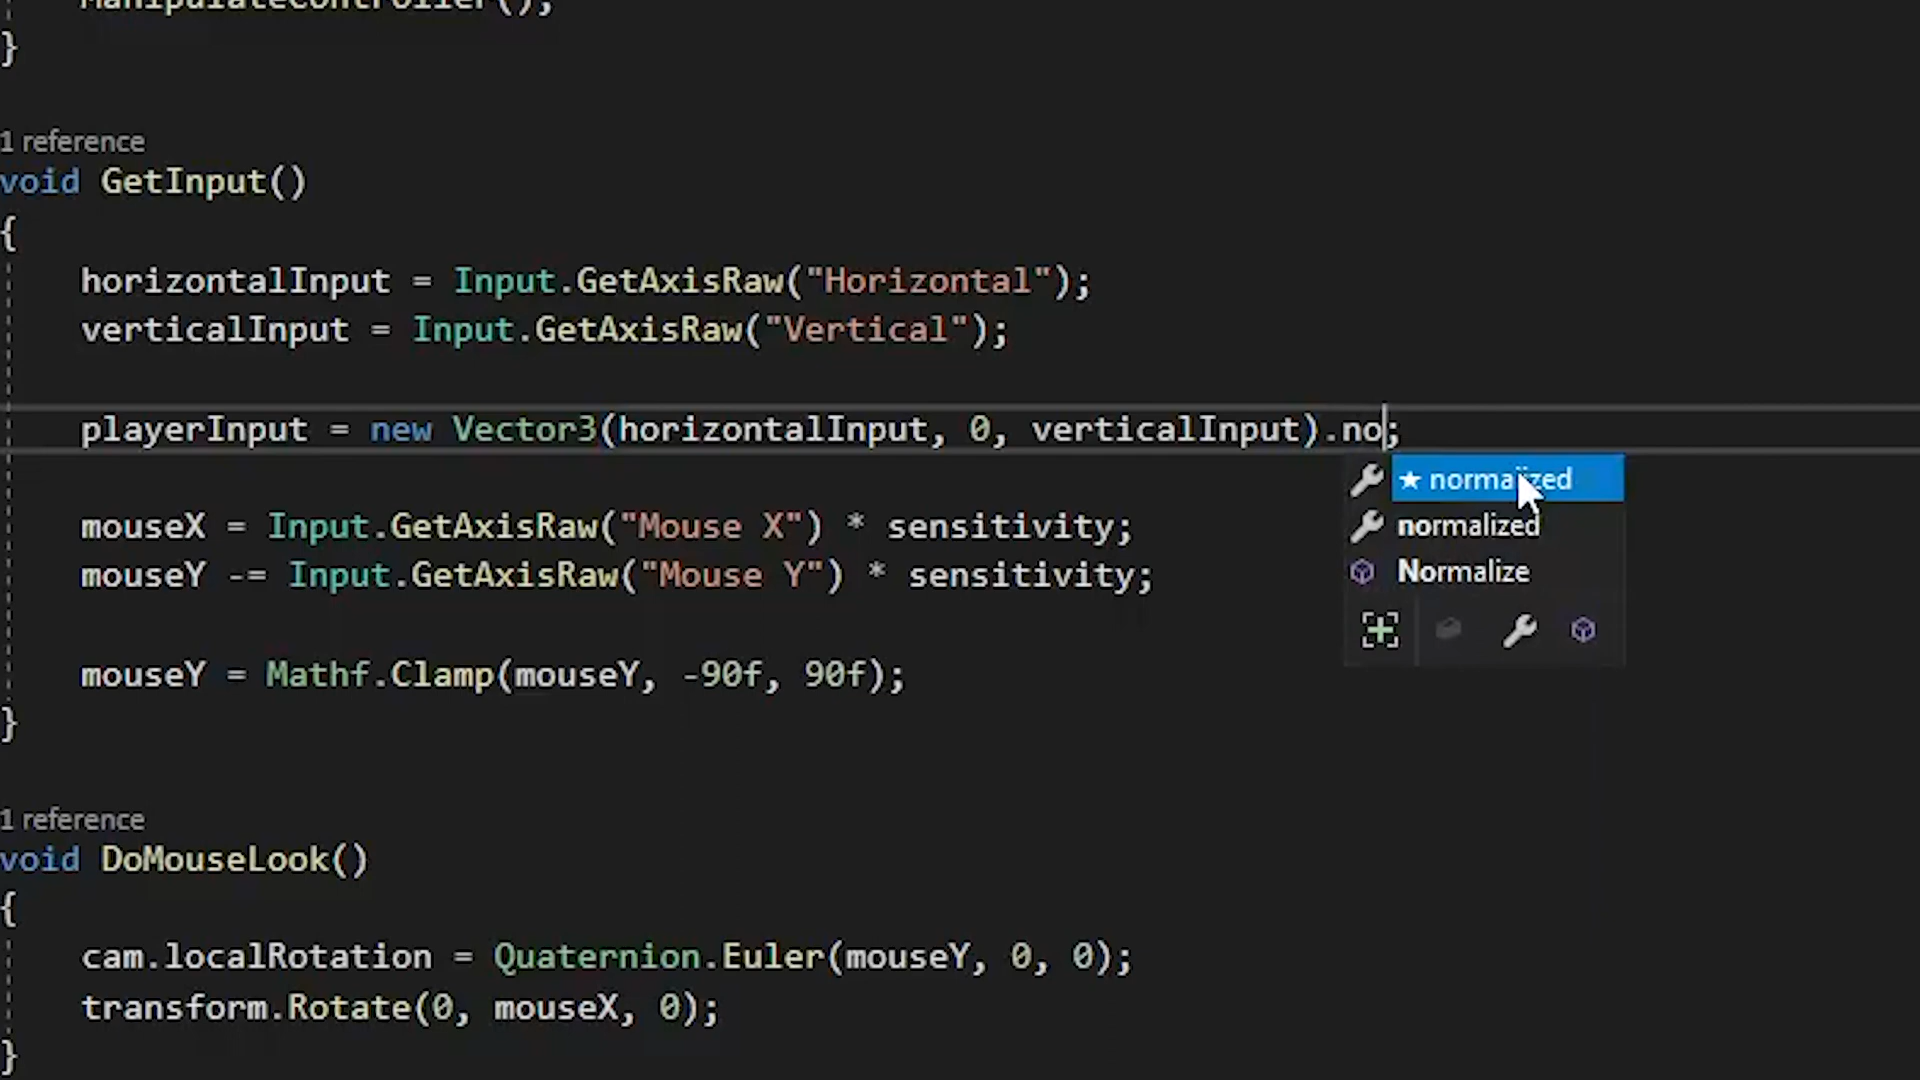 ManipulateController();
}
1 reference
void GetInput()
{
horizontalInput = Input.GetAxisRaw("Horizontal");
verticalInput = Input.GetAxisRaw("Vertical");
playerInput = new Vector3(horizontalInput, 0, verticalInput).no;
★ normalized
normalized
Normalize
mouseX = Input.GetAxisRaw("Mouse X") * sensitivity;
mouseY -= Input.GetAxisRaw("Mouse Y") * sensitivity;
mouseY = Mathf.Clamp(mouseY, -90f, 90f);
}
1 reference
void DoMouseLook()
{
cam.localRotation = Quaternion.Euler(mouseY, 0, 0);
transform.Rotate(0, mouseX, 0);
}